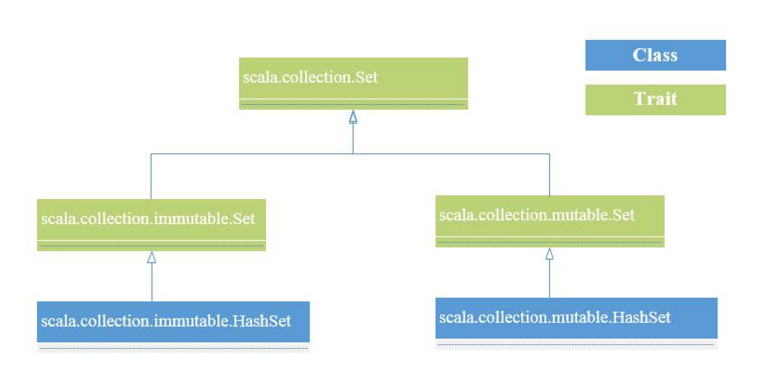 Class
scala.collection.Set
Trait
scala.collection.immutable.Set
scala.collection.mutable.Set
scala.collection.immutable.HashSet
scala.collection.mutable.HashSet